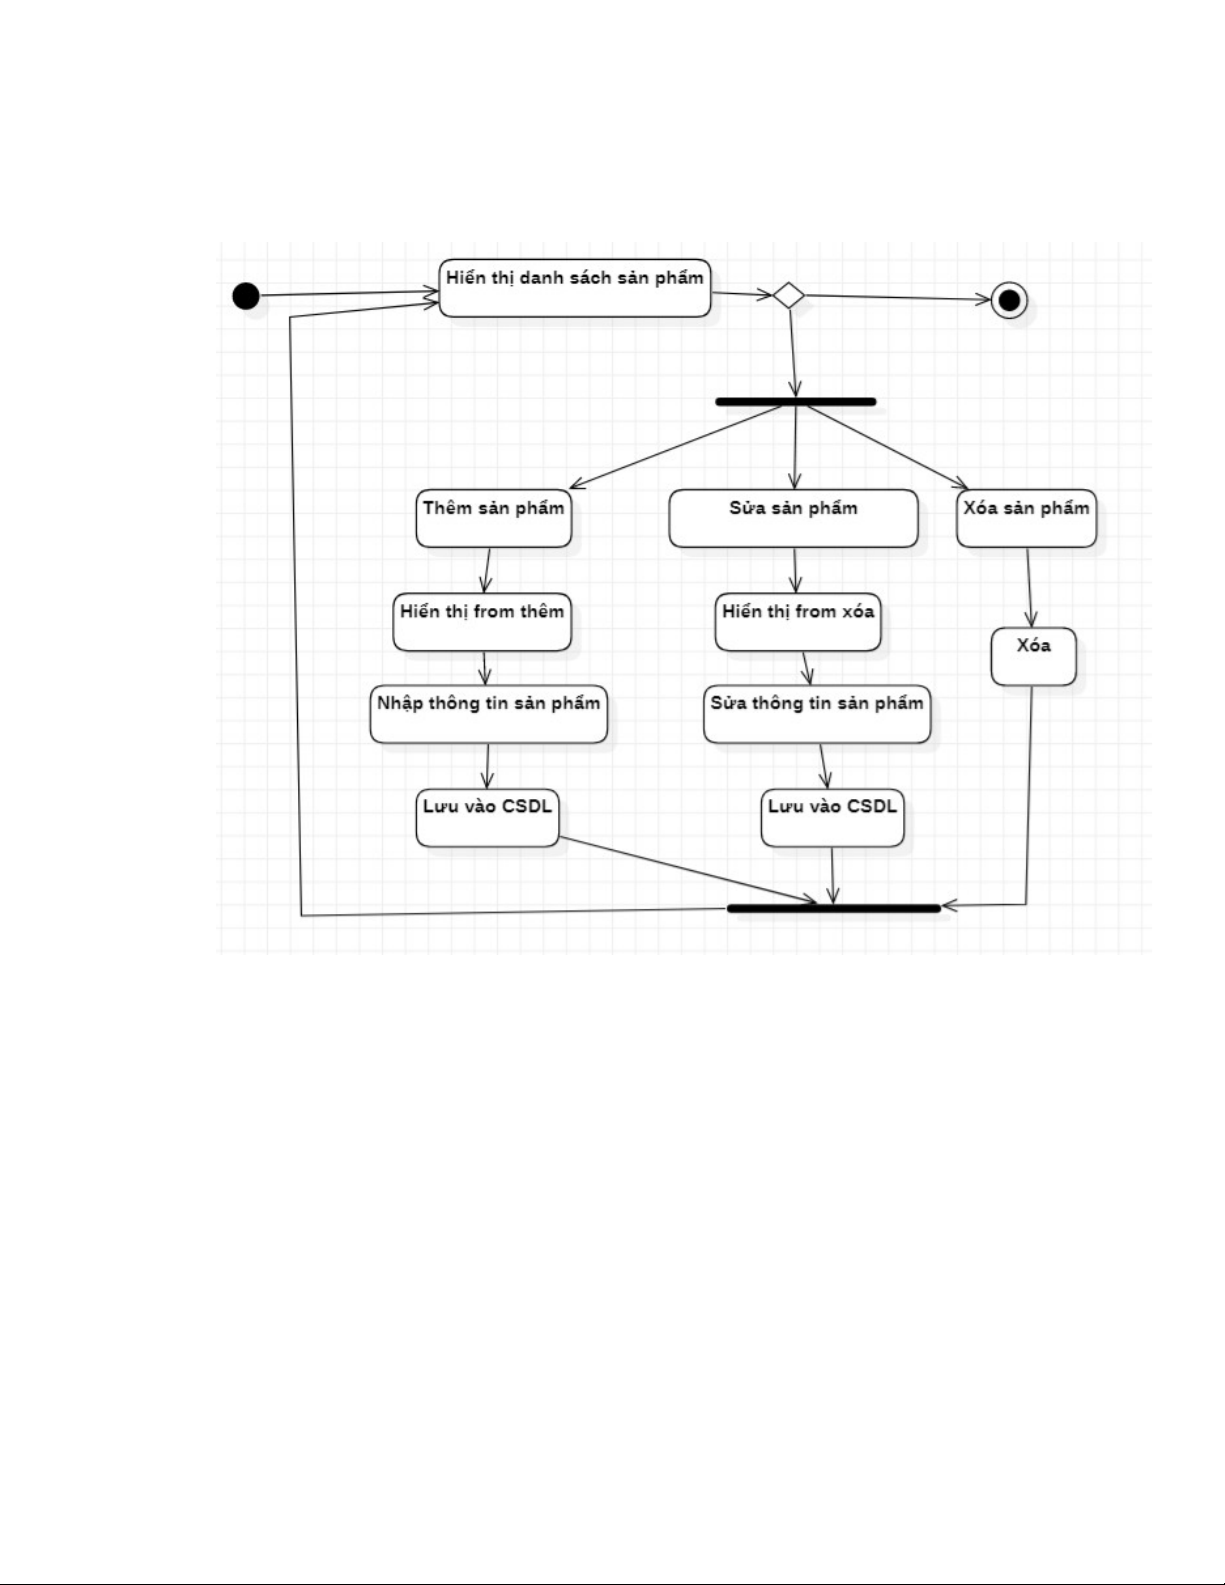 Hiển thị danh sách sản phẩm
Thêm sản phẩm
Sửa sản phẩm
Xóa sản phẩm
Hiển thị from thêm
Hiển thị from xóa
Xóa
Nhập thông tin sản phẩm
Sửa thông tin sản phẩm
Lưu vào CSDL
Lưu vào CSDL